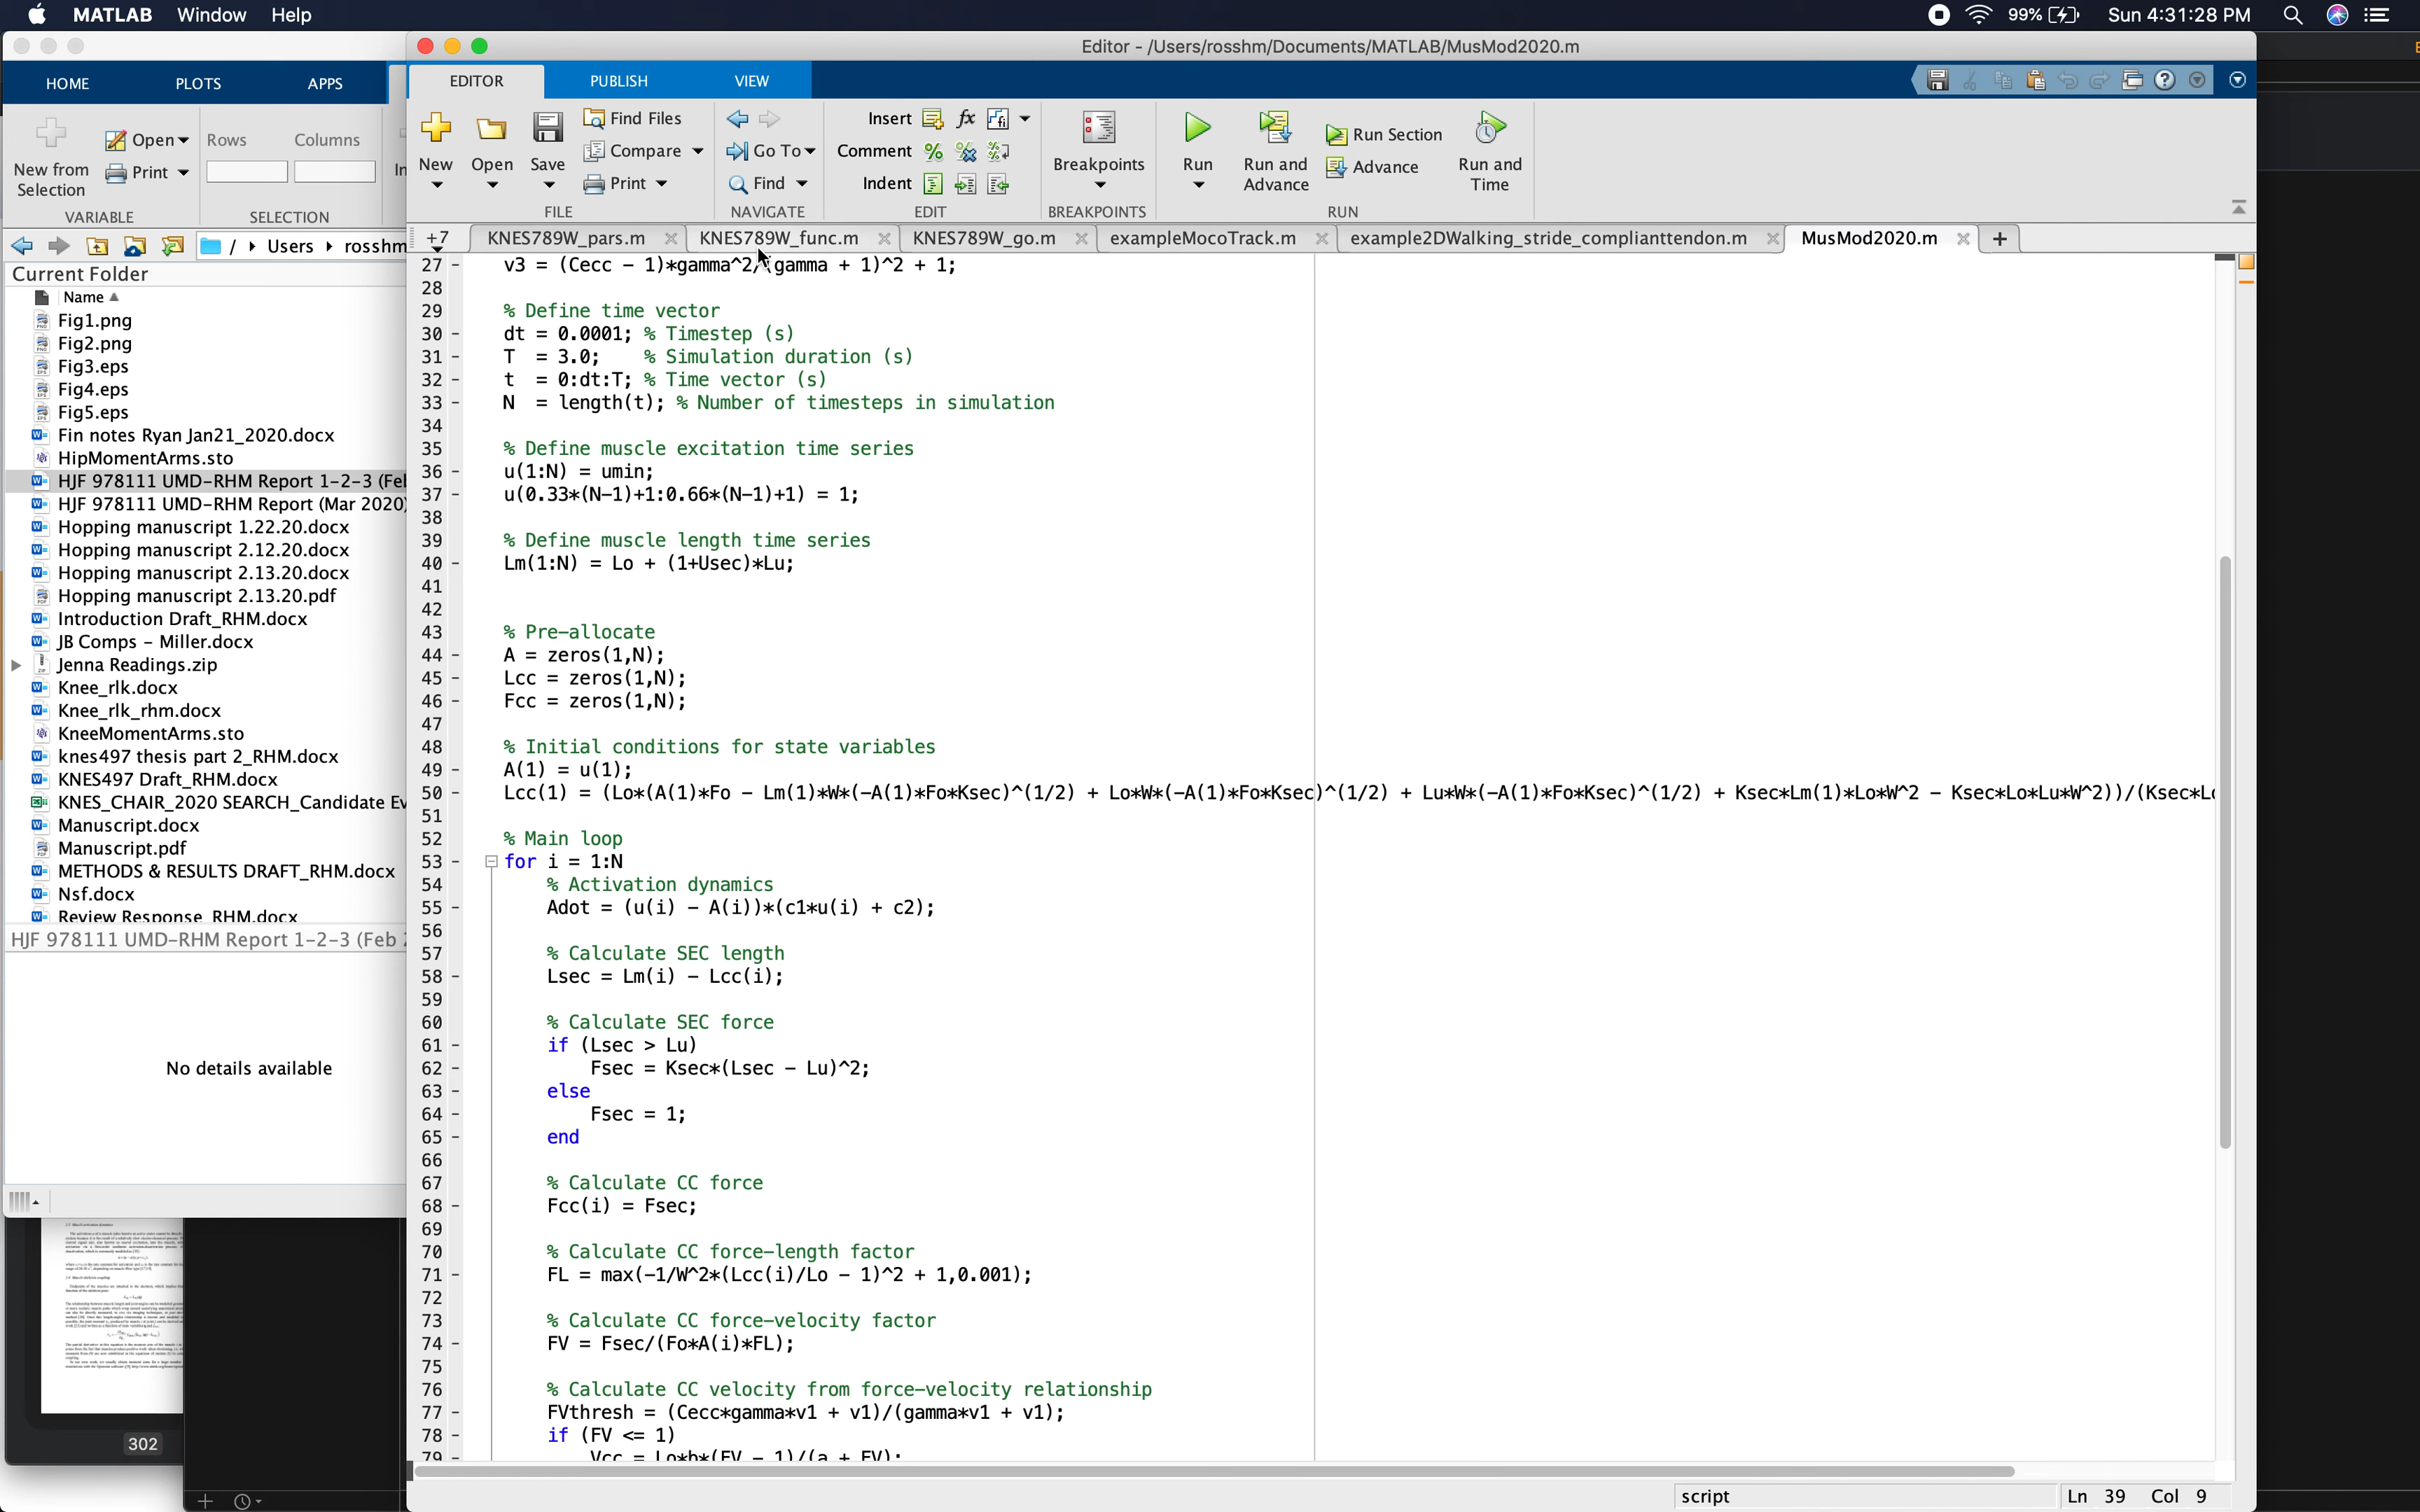 MATLAB Window Help 99% Sun 4:31:28 PM
Editor - /Users/rosshm/Documents/MATLAB/MusMod2020.m
HOME PLOTS APPS
EDITOR PUBLISH VIEW
New from
Selection
Open
Print
Rows Columns
VARIABLE SELECTION
New Open Save
Find Files
Compare
Print
FILE
Go To
Find
NAVIGATE
Insert
Comment
Indent
EDIT
Breakpoints
BREAKPOINTS
Run
Run and
Advance
Run Section
Advance
Run and
Time
RUN
/ Users rosshm
+7 KNES789W_pars.m KNES789W_func.m KNES789W_go.m exampleMocoTrack.m example2DWalking_stride_complianttendon.m MusMod2020.m +
Current Folder
Name
Fig1.png
Fig2.png
Fig3.eps
Fig4.eps
Fig5.eps
Fin notes Ryan Jan21_2020.docx
HipMomentArms.sto
HJF 978111 UMD-RHM Report 1-2-3 (Feb
HJF 978111 UMD-RHM Report (Mar 2020)
Hopping manuscript 1.22.20.docx
Hopping manuscript 2.12.20.docx
Hopping manuscript 2.13.20.docx
Hopping manuscript 2.13.20.pdf
Introduction Draft_RHM.docx
JB Comps - Miller.docx
Jenna Readings.zip
Knee_rlk.docx
Knee_rlk_rhm.docx
KneeMomentArms.sto
knes497 thesis part 2_RHM.docx
KNES497 Draft_RHM.docx
KNES_CHAIR_2020 SEARCH_Candidate Ev
Manuscript.docx
Manuscript.pdf
METHODS & RESULTS DRAFT_RHM.docx
Nsf.docx
Review Response_RHM.docx
HJF 978111 UMD-RHM Report 1-2-3 (Feb 2
No details available
302
27 - v3 = (Cecc - 1)*gamma^2/(gamma + 1)^2 + 1;
28
29 % Define time vector
30 - dt = 0.0001; % Timestep (s)
31 - T = 3.0; % Simulation duration (s)
32 - t = 0:dt:T; % Time vector (s)
33 - N = length(t); % Number of timesteps in simulation
34
35 % Define muscle excitation time series
36 - u(1:N) = umin;
37 - u(0.33*(N-1)+1:0.66*(N-1)+1) = 1;
38
39 % Define muscle length time series
40 - Lm(1:N) = Lo + (1+Usec)*Lu;
41
42
43 % Pre-allocate
44 - A = zeros(1,N);
45 - Lcc = zeros(1,N);
46 - Fcc = zeros(1,N);
47
48 % Initial conditions for state variables
49 - A(1) = u(1);
50 - Lcc(1) = (Lo*(A(1)*Fo - Lm(1)*W*(-A(1)*Fo*Ksec)^(1/2) + Lo*W*(-A(1)*Fo*Ksec)^(1/2) + Lu*W*(-A(1)*Fo*Ksec)^(1/2) + Ksec*Lm(1)*Lo*W^2 - Ksec*Lo*Lu*W^2))/(Ksec*Lo
51
52 % Main loop
53 - for i = 1:N
54 % Activation dynamics
55 - Adot = (u(i) - A(i))*(c1*u(i) + c2);
56
57 % Calculate SEC length
58 - Lsec = Lm(i) - Lcc(i);
59
60 % Calculate SEC force
61 - if (Lsec > Lu)
62 - Fsec = Ksec*(Lsec - Lu)^2;
63 - else
64 - Fsec = 1;
65 - end
66
67 % Calculate CC force
68 - Fcc(i) = Fsec;
69
70 % Calculate CC force-length factor
71 - FL = max(-1/W^2*(Lcc(i)/Lo - 1)^2 + 1,0.001);
72
73 % Calculate CC force-velocity factor
74 - FV = Fsec/(Fo*A(i)*FL);
75
76 % Calculate CC velocity from force-velocity relationship
77 - FVthresh = (Cecc*gamma*v1 + v1)/(gamma*v1 + v1);
78 - if (FV <= 1)
79 - Vcc = Lo*b*(FV - 1)/(a + FV);
script Ln 39 Col 9